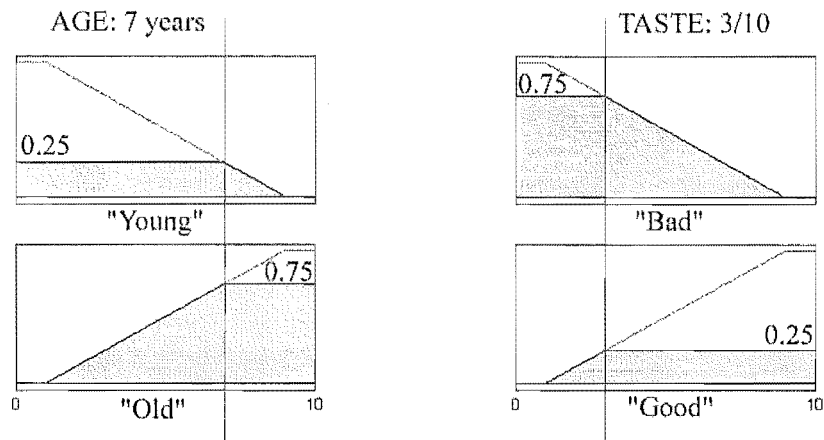 AGE: 7 years
TASTE: 3/10
0.25
0.75
"Young"
"Bad"
0.75
0.25
0 "Old" 10
0 "Good" 10